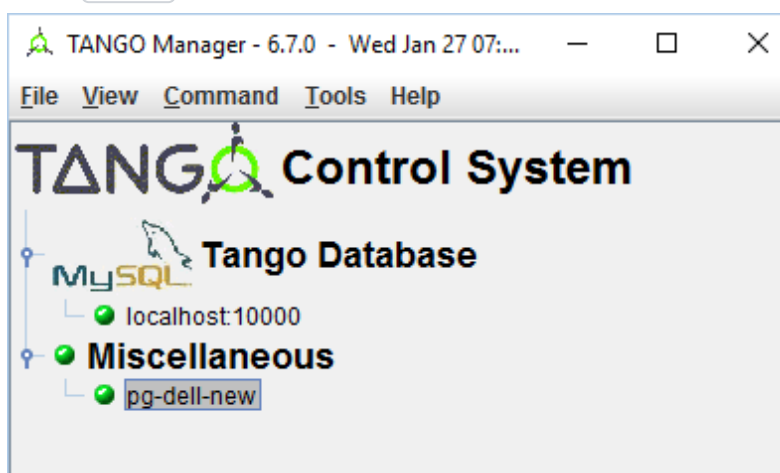 TANGO Manager - 6.7.0 - Wed Jan 27 07:...
File View Command Tools Help
TANGO Control System
MySQL Tango Database
localhost:10000
Miscellaneous
pg-dell-new